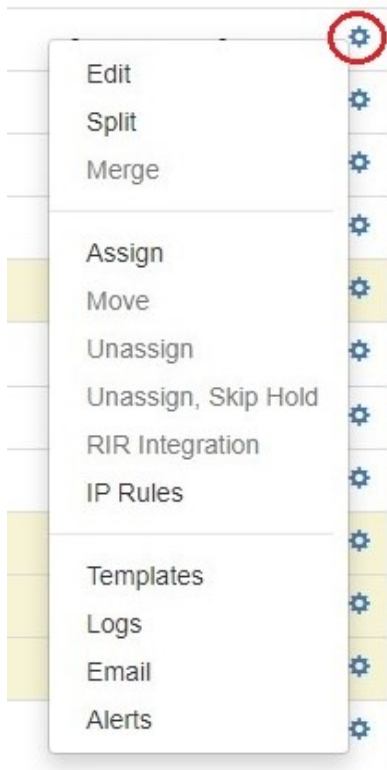 Edit
Split
Merge
Assign
Move
Unassign
Unassign, Skip Hold
RIR Integration
IP Rules
Templates
Logs
Email
Alerts